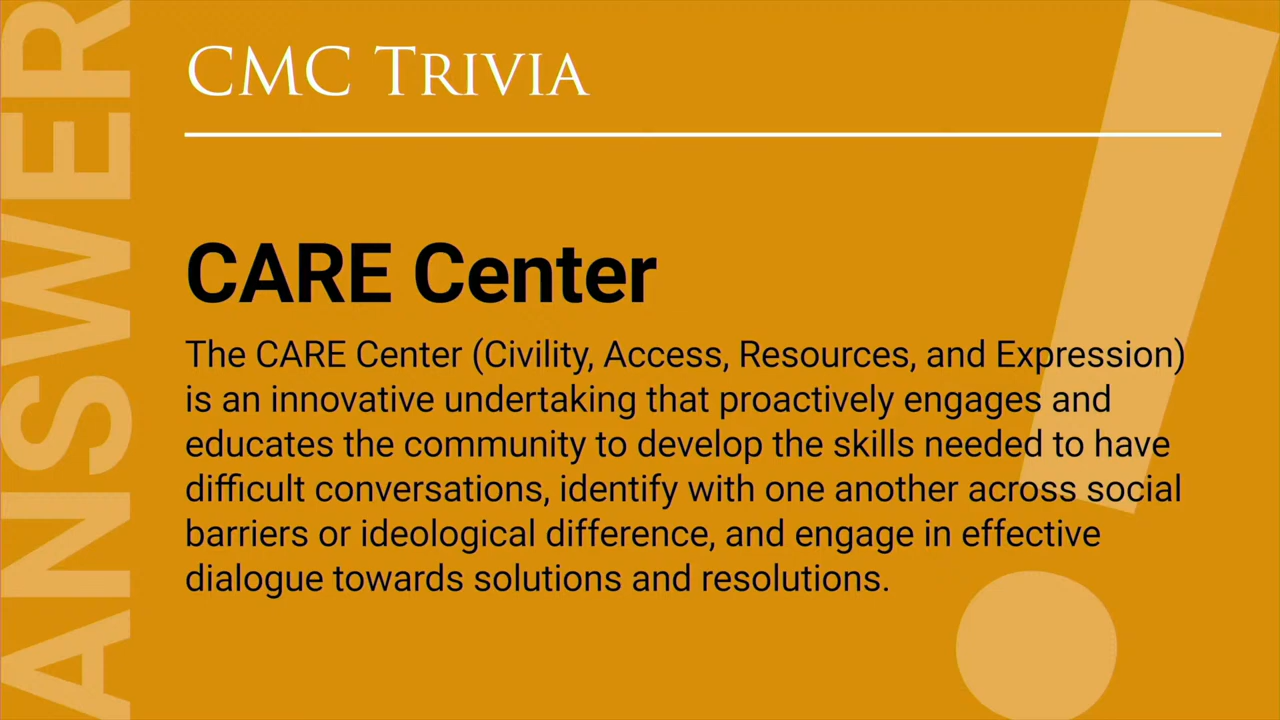 ANSWER
CMC Trivia
CARE Center
The CARE Center (Civility, Access, Resources, and Expression)
is an innovative undertaking that proactively engages and
educates the community to develop the skills needed to have
difficult conversations, identify with one another across social
barriers or ideological difference, and engage in effective
dialogue towards solutions and resolutions.